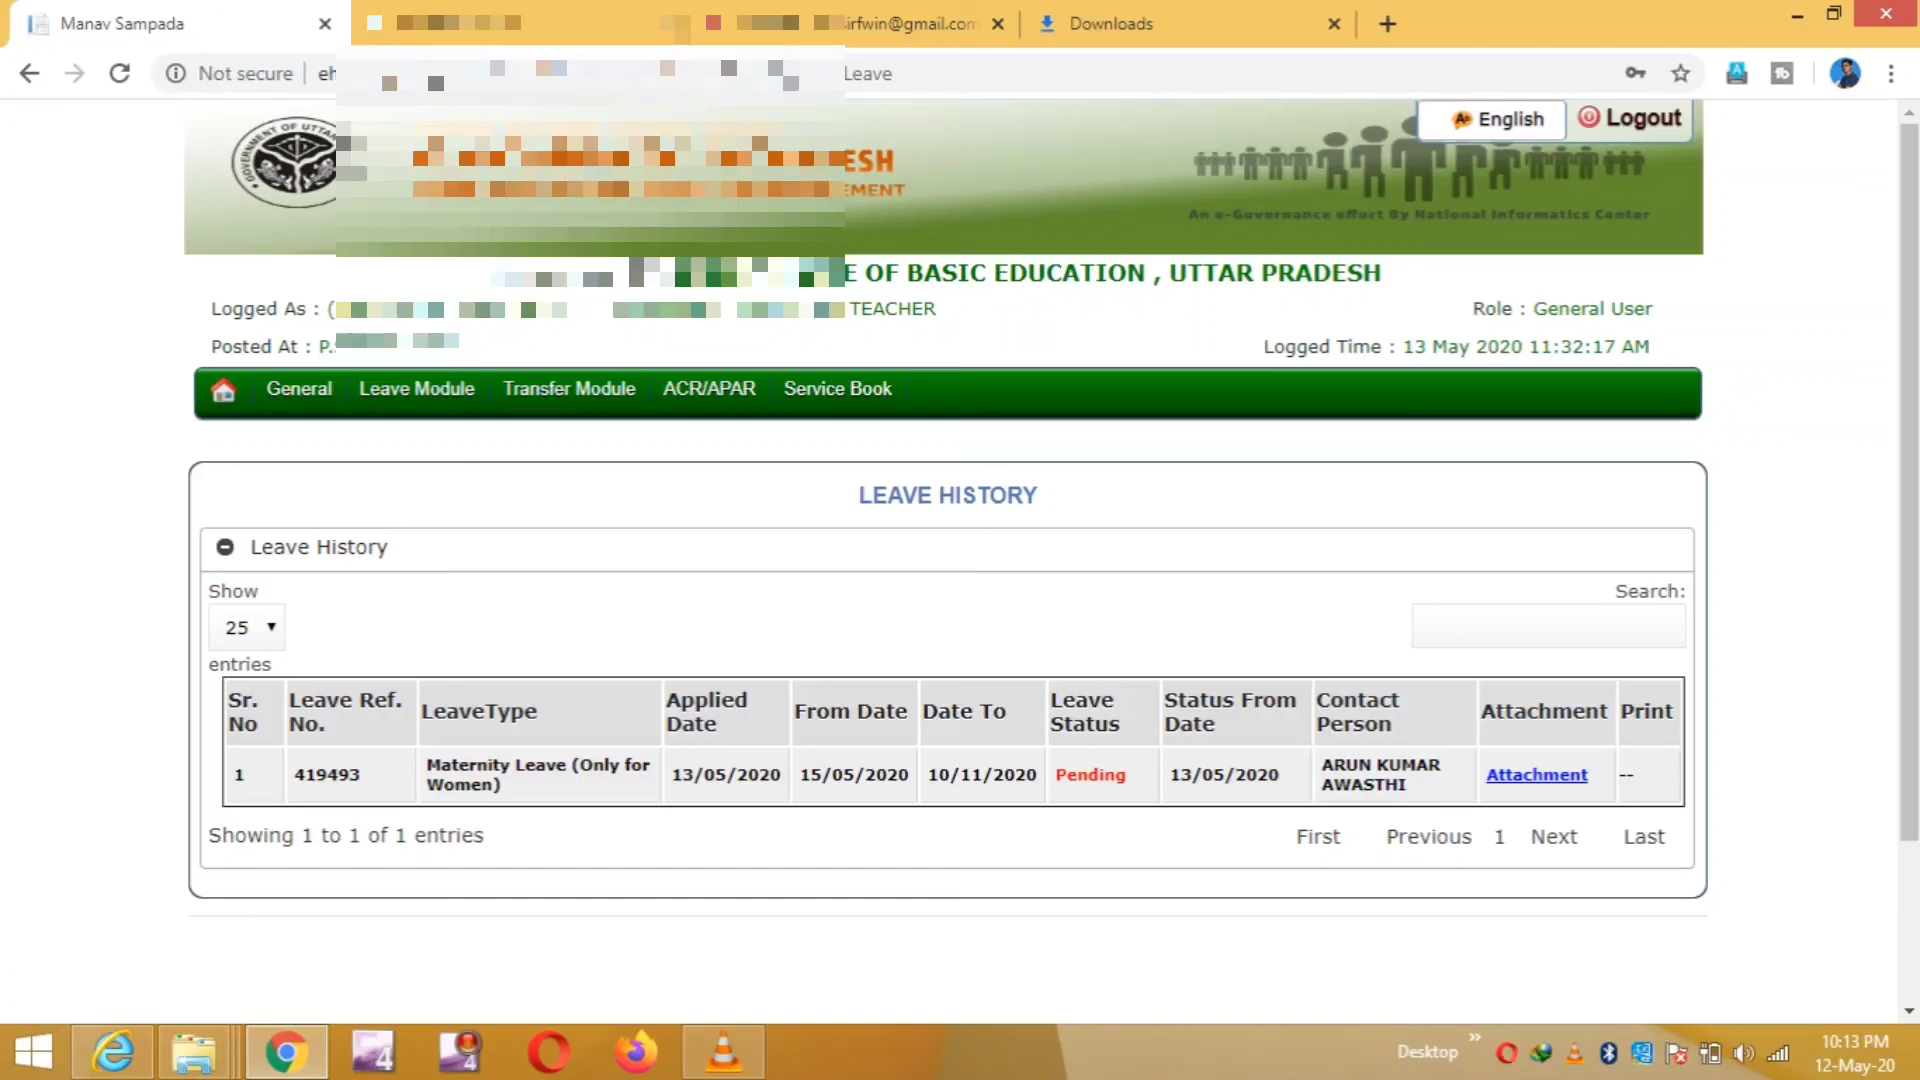 Manav Sampada
sirfwin@gmail.com
Downloads
Not secure
Leave
English
Logout
GOVERNMENT OF UTTAR
ESH
EMENT
An e-Governance effort By National Informatics Center
E OF BASIC EDUCATION , UTTAR PRADESH
Logged As : (
TEACHER
Role : General User
Posted At : P.
Logged Time : 13 May 2020 11:32:17 AM
General Leave Module Transfer Module ACR/APAR Service Book
LEAVE HISTORY
Leave History
Show
Search:
25
entries
Sr. No Leave Ref. No. LeaveType Applied Date From Date Date To Leave Status Status From Date Contact Person Attachment Print
1 419493 Maternity Leave (Only for Women) 13/05/2020 15/05/2020 10/11/2020 Pending 13/05/2020 ARUN KUMAR AWASTHI Attachment --
Showing 1 to 1 of 1 entries
First Previous 1 Next Last
Desktop
10:13 PM
12-May-20